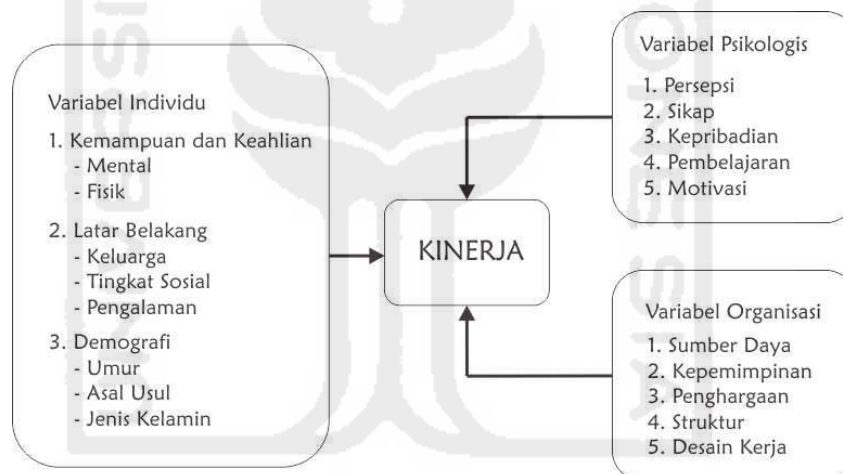 Variabel Individu
1. Kemampuan dan Keahlian
- Mental
- Fisik
2. Latar Belakang
- Keluarga
- Tingkat Sosial
- Pengalaman
3. Demografi
- Umur
- Asal Usul
- Jenis Kelamin
KINERJA
Variabel Psikologis
1. Persepsi
2. Sikap
3. Kepribadian
4. Pembelajaran
5. Motivasi
Variabel Organisasi
1. Sumber Daya
2. Kepemimpinan
3. Penghargaan
4. Struktur
5. Desain Kerja